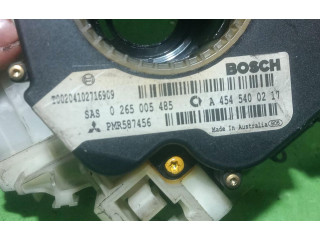 BOSCH
Z00204102716909
SAS 0 265 005 485 A 454 540 02 17
PMR587456 Made In Australia